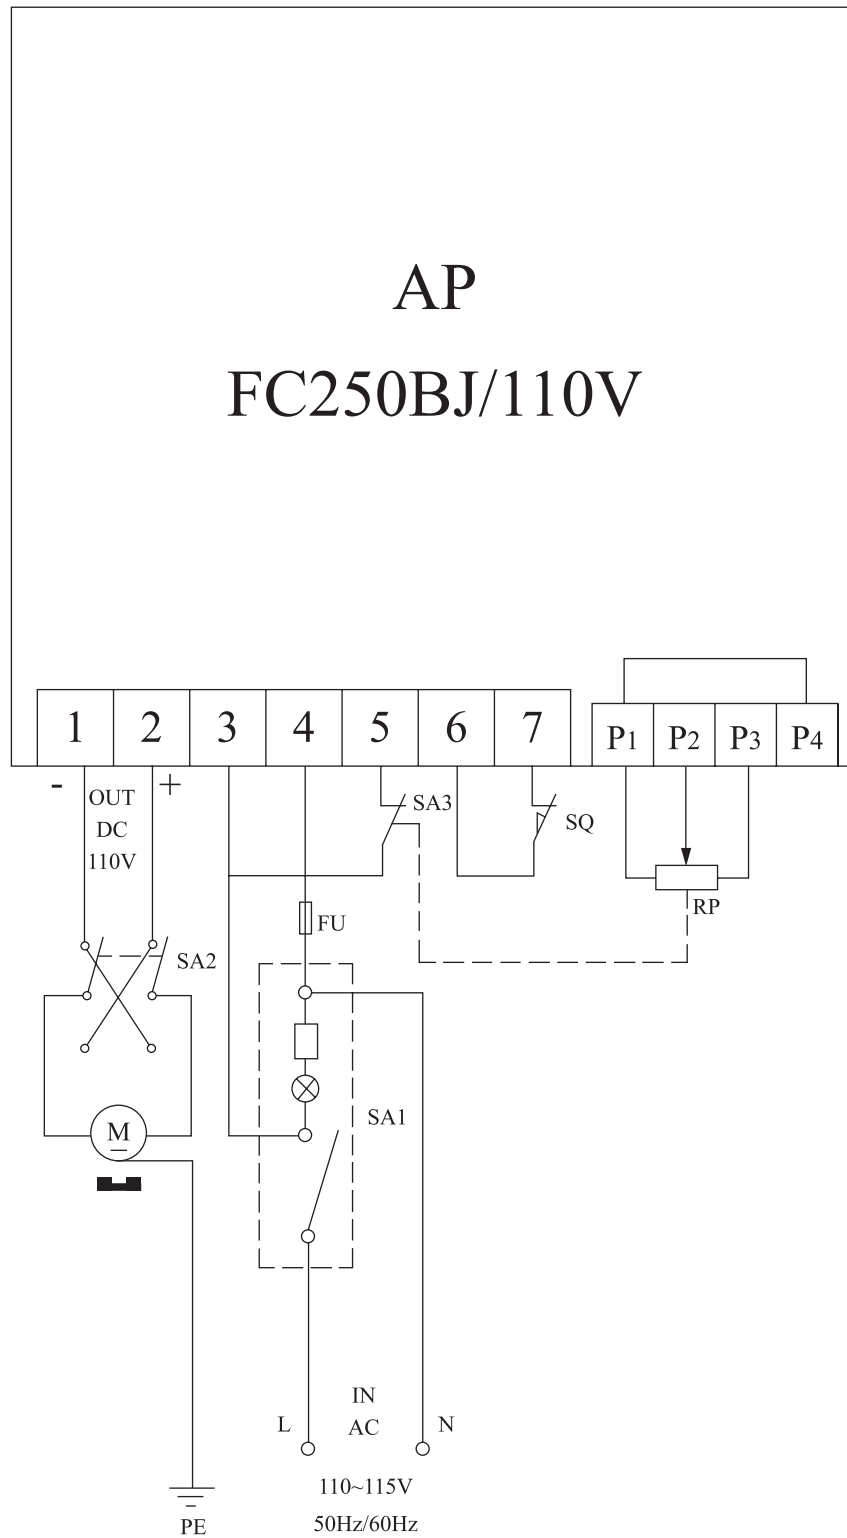 AP
FC250BJ/110V
1 2 3 4 5 6 7 P1 P2 P3 P4
- OUT +
DC
110V
SA3
SQ
RP
FU
SA2
SA1
M
IN
L AC N
110~115V
50Hz/60Hz
PE